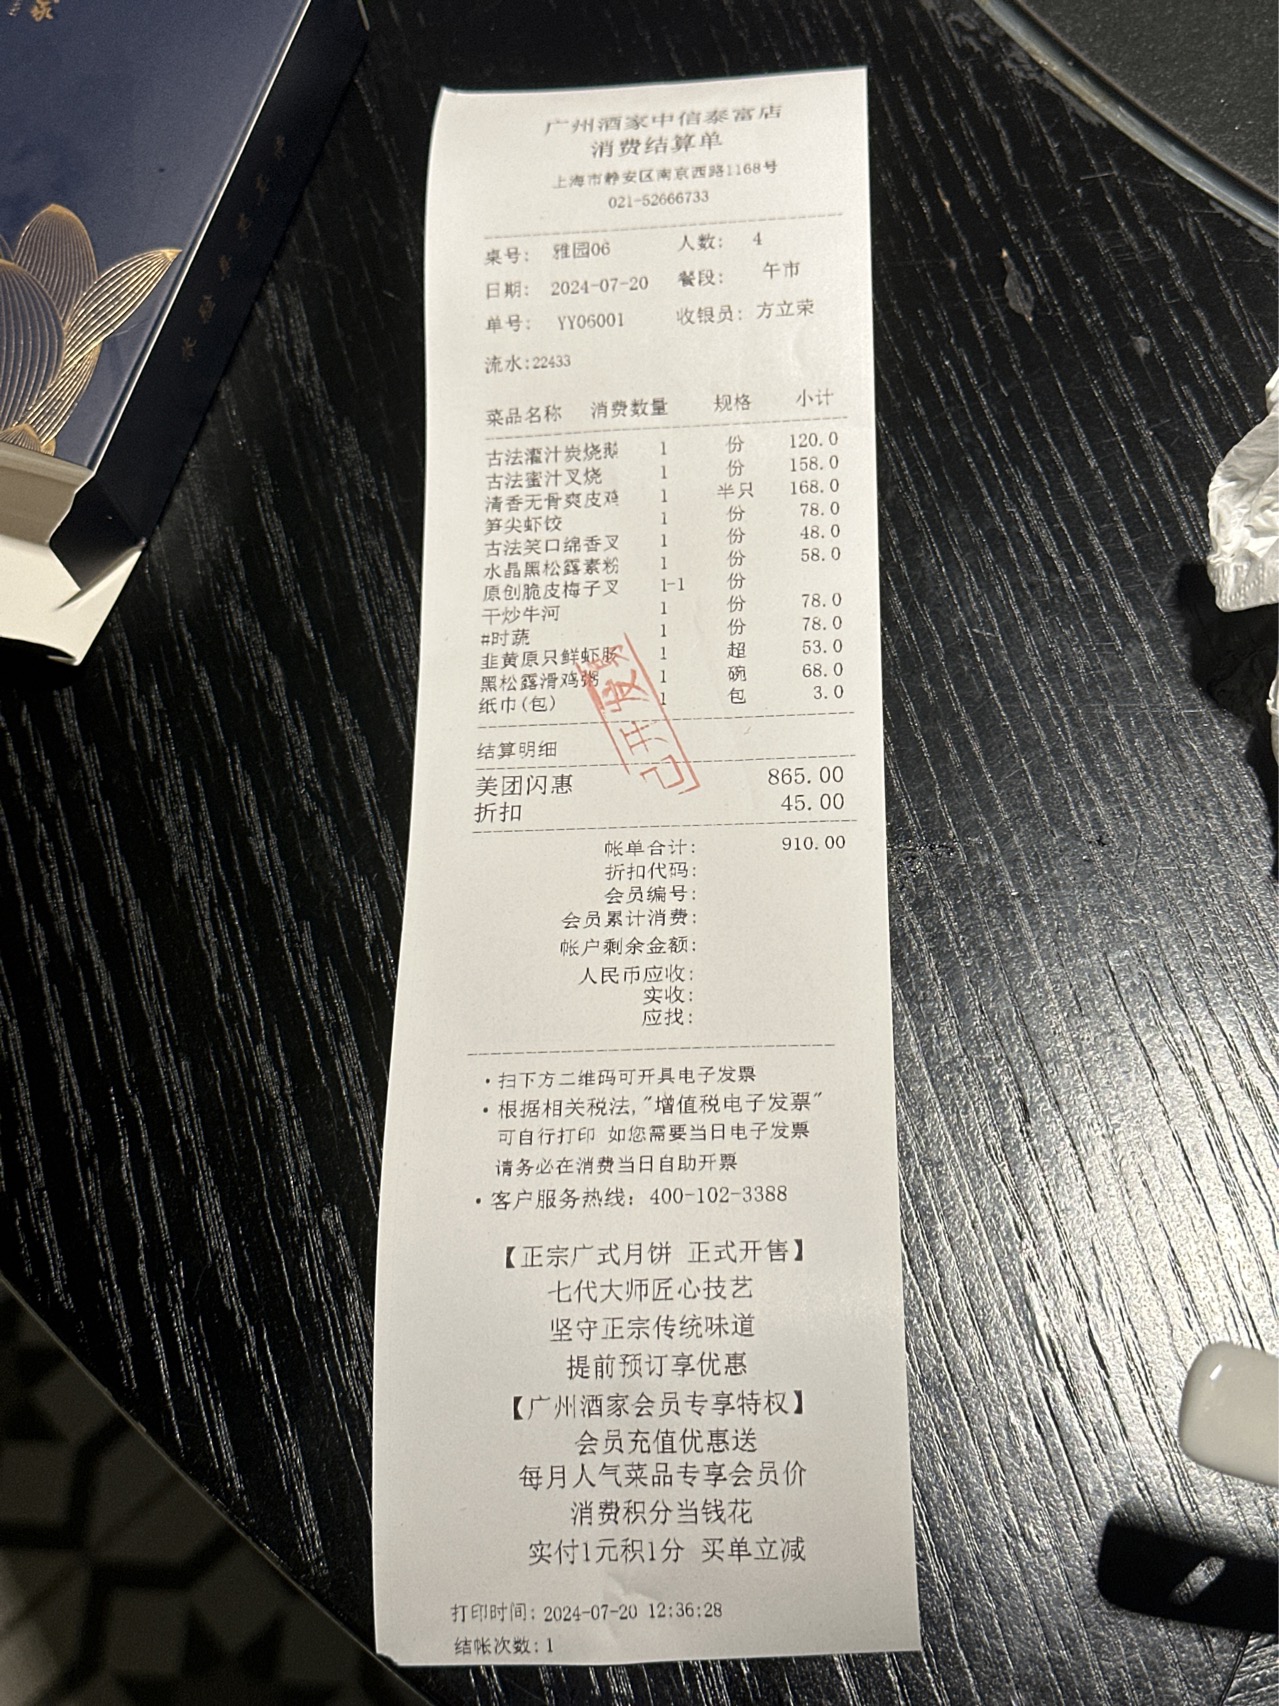 广州酒家中信泰富店
消费结算单
上海市静安区南京西路1168号
021-52666733
桌号: 雅园06 人数: 4
日期: 2024-07-20 餐段: 午市
单号: YY06001 收银员: 方立荣
流水:22433
菜品名称 消费数量 规格 小计
古法灌汁炭烧鹅 1 份 120.0
古法蜜汁叉烧 1 份 158.0
清香无骨爽皮鸡 1 半只 168.0
笋尖虾饺 1 份 78.0
古法笑口绵香叉 1 份 48.0
水晶黑松露素粉 1 份 58.0
原创脆皮梅子叉 1-1 份
干炒牛河 1 份 78.0
#时蔬 1 份 78.0
韭黄原只鲜虾肠 1 超 53.0
黑松露滑鸡粥 1 碗 68.0
纸巾(包) 1 包 3.0
已开发票
结算明细
美团闪惠 865.00
折扣 45.00
帐单合计: 910.00
折扣代码:
会员编号:
会员累计消费:
帐户剩余金额:
人民币应收:
实收:
应找:
·扫下方二维码可开具电子发票
·根据相关税法,"增值税电子发票"
可自行打印 如您需要当日电子发票
请务必在消费当日自助开票
·客户服务热线: 400-102-3388
【正宗广式月饼 正式开售】
七代大师匠心技艺
坚守正宗传统味道
提前预订享优惠
【广州酒家会员专享特权】
会员充值优惠送
每月人气菜品专享会员价
消费积分当钱花
实付1元积1分 买单立减
打印时间: 2024-07-20 12:36:28
结帐次数: 1